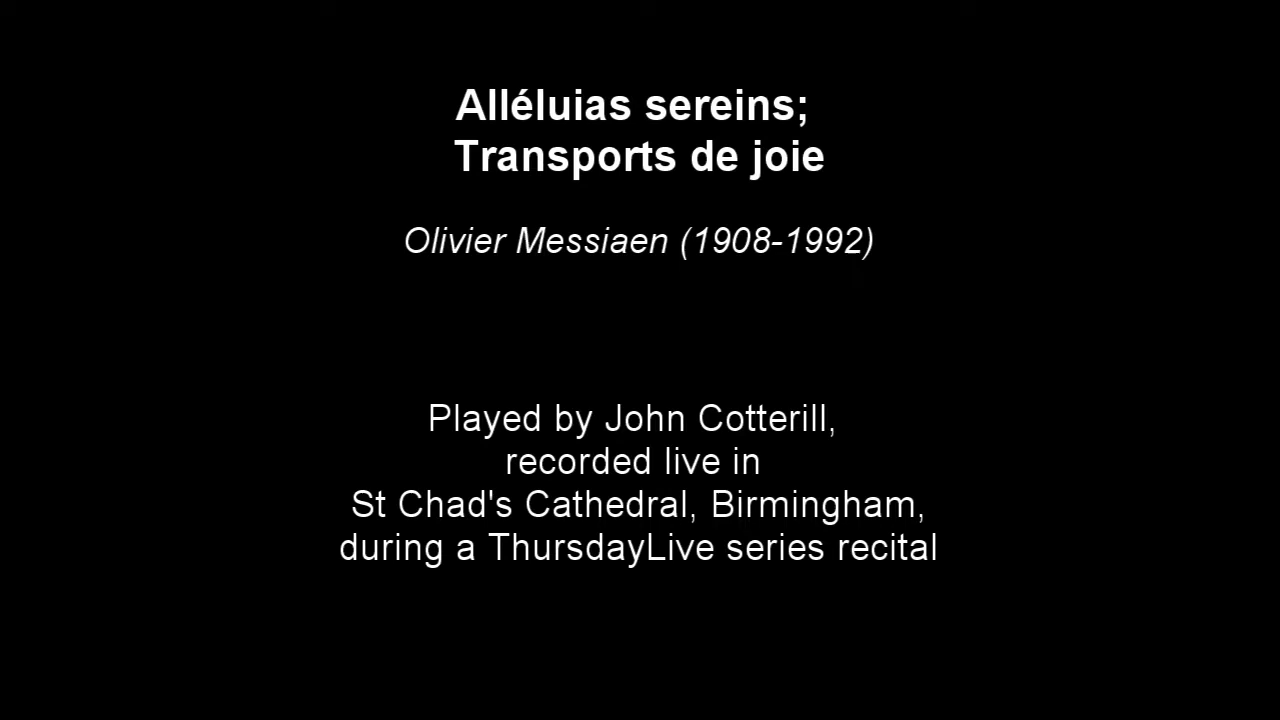 Alléluias sereins;
Transports de joie
Olivier Messiaen (1908-1992)
Played by John Cotterill,
recorded live in
St Chad's Cathedral, Birmingham,
during a ThursdayLive series recital